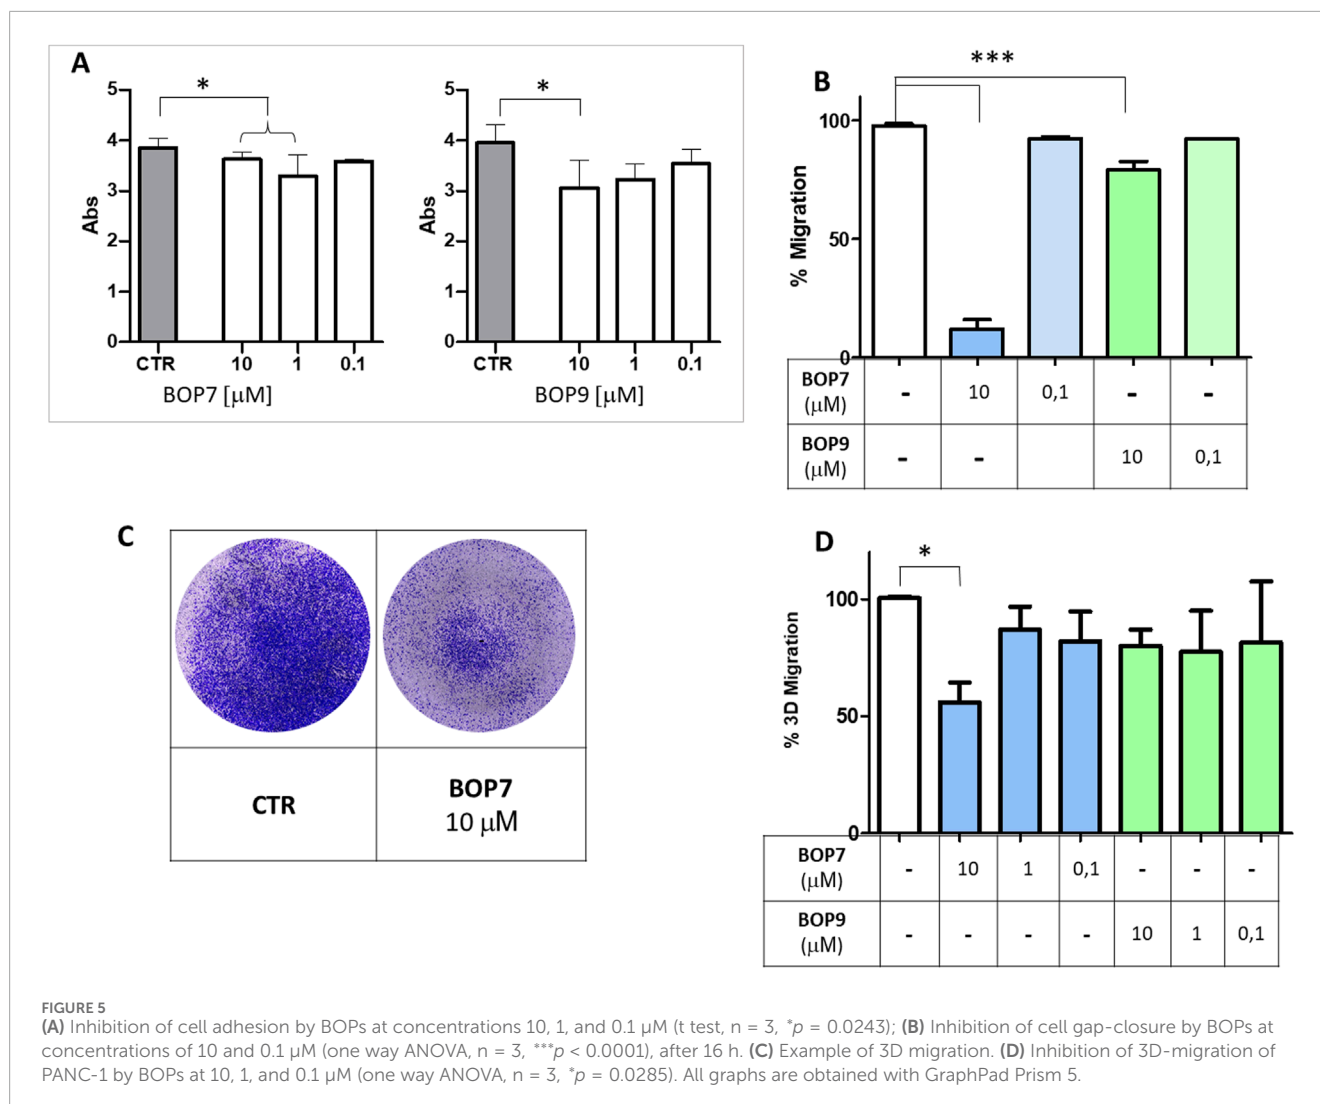 A
5
4
3
2
1
0
Abs
*
CTR 10 1 0.1
BOP7 [μM]
5
4
3
2
1
0
Abs
*
CTR 10 1 0.1
BOP9 [μM]
B
***
100
50
0
% Migration
BOP7 (μM) - 10 0,1 - -
BOP9 (μM) - - 10 0,1
C
CTR
BOP7
10 μM
D
*
100
50
0
% 3D Migration
BOP7 (μM) - 10 1 0,1 - - -
BOP9 (μM) - - - - 10 1 0,1
FIGURE 5
(A) Inhibition of cell adhesion by BOPs at concentrations 10, 1, and 0.1 μM (t test, n = 3, *p = 0.0243); (B) Inhibition of cell gap-closure by BOPs at
concentrations of 10 and 0.1 μM (one way ANOVA, n = 3, ***p < 0.0001), after 16 h. (C) Example of 3D migration. (D) Inhibition of 3D-migration of
PANC-1 by BOPs at 10, 1, and 0.1 μM (one way ANOVA, n = 3, *p = 0.0285). All graphs are obtained with GraphPad Prism 5.